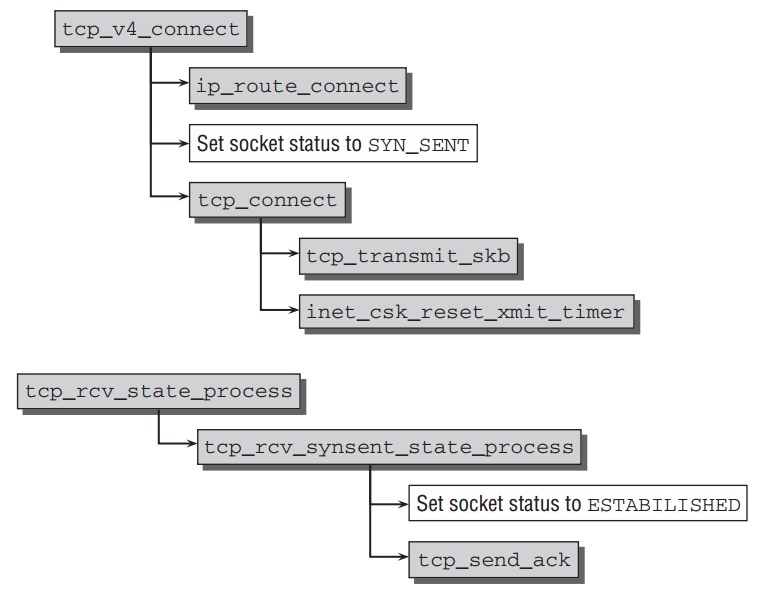 tcp_v4_connect
ip_route_connect
Set socket status to SYN_SENT
tcp_connect
tcp_transmit_skb
inet_csk_reset_xmit_timer
tcp_rcv_state_process
tcp_rcv_synsent_state_process
Set socket status to ESTABILISHED
tcp_send_ack